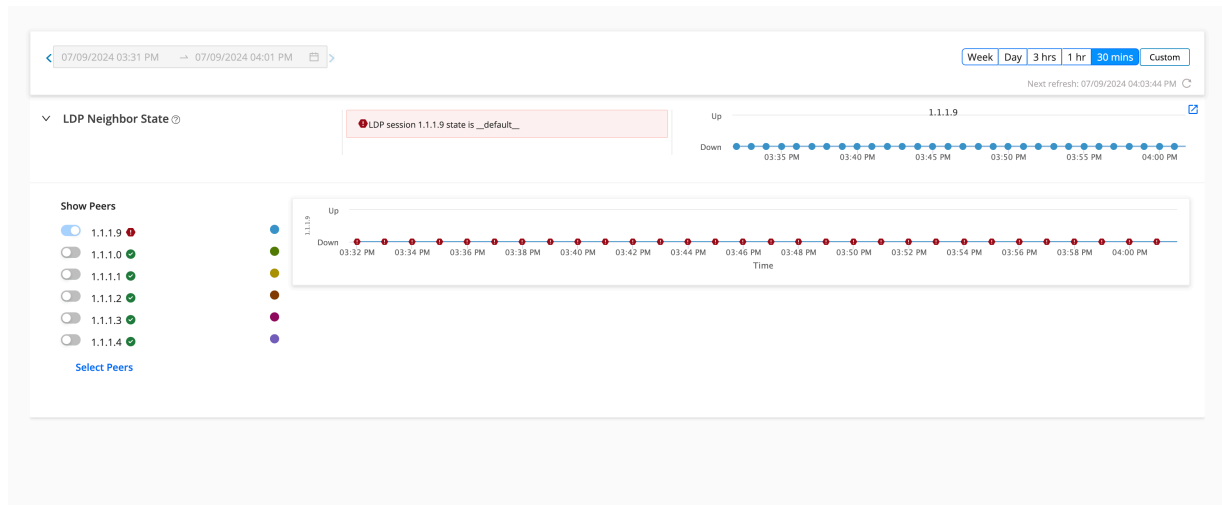 07/09/2024 03:31 PM → 07/09/2024 04:01 PM
Week Day 3 hrs 1 hr 30 mins Custom
Next refresh: 07/09/2024 04:03:44 PM
LDP Neighbor State
LDP session 1.1.1.9 state is __default__
1.1.1.9
Up
Down
03:35 PM 03:40 PM 03:45 PM 03:50 PM 03:55 PM 04:00 PM
Show Peers
1.1.1.9
1.1.1.0
1.1.1.1
1.1.1.2
1.1.1.3
1.1.1.4
Select Peers
1.1.1.9
Up
Down
03:32 PM 03:34 PM 03:36 PM 03:38 PM 03:40 PM 03:42 PM 03:44 PM 03:46 PM 03:48 PM 03:50 PM 03:52 PM 03:54 PM 03:56 PM 03:58 PM 04:00 PM
Time